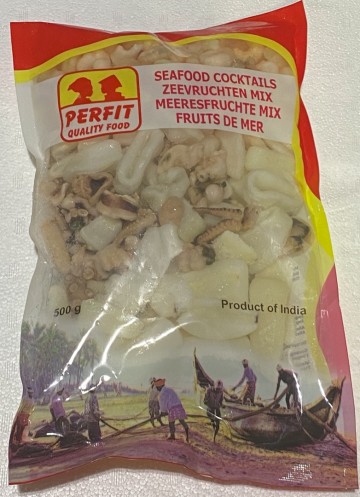 PERFIT
QUALITY FOOD
SEAFOOD COCKTAILS
ZEEVRUCHTEN MIX
MEERESFRUCHTE MIX
FRUITS DE MER
500 g
Product of India